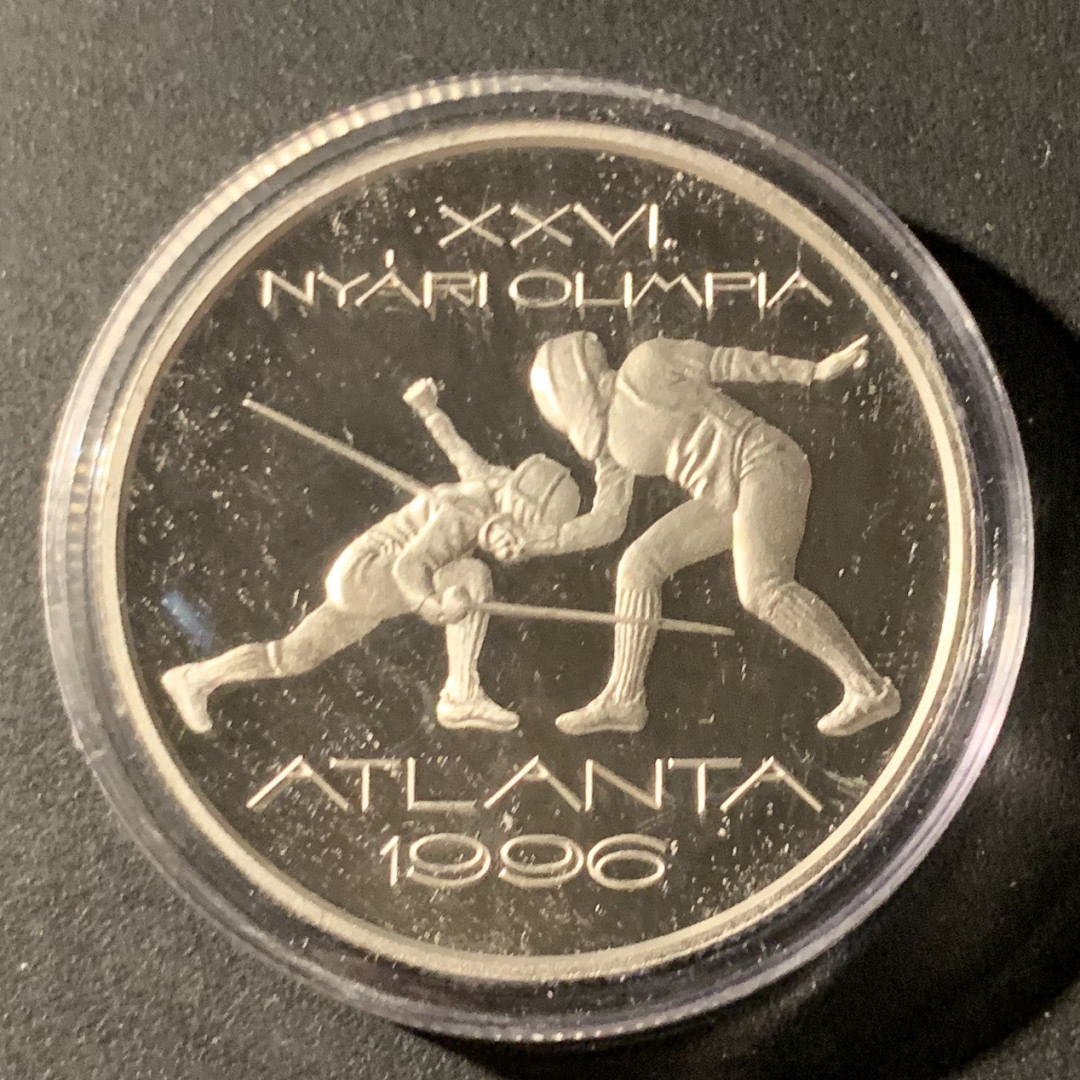 XXVI.
NYÁRI OLIMPIA
ATLANTA
1996